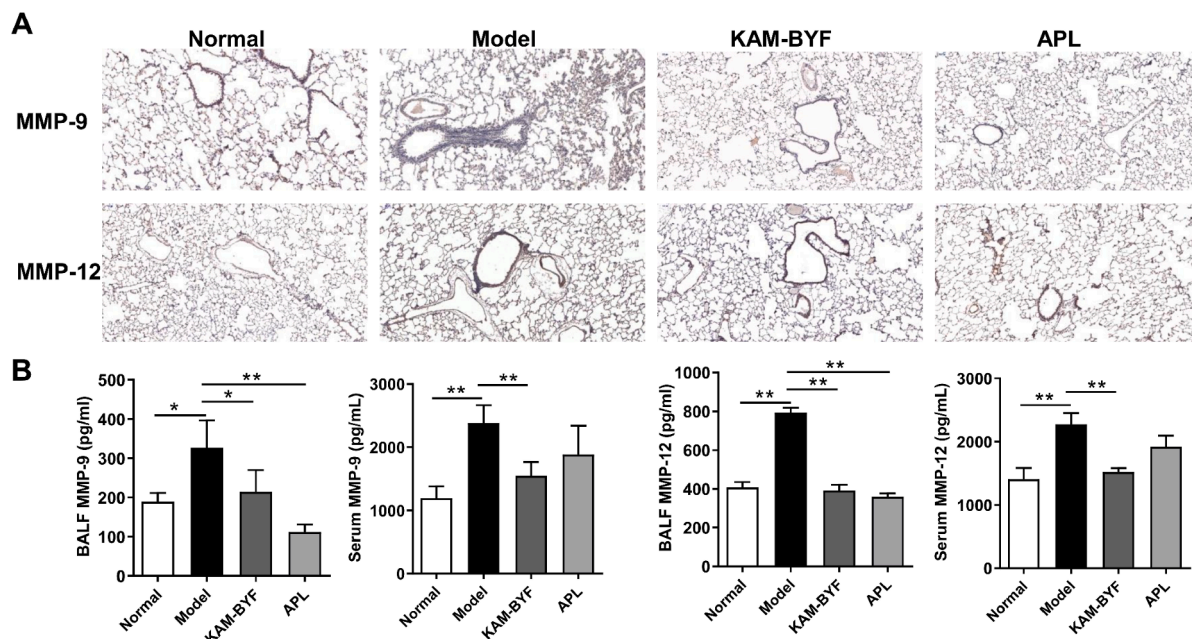 A
Normal Model KAM-BYF APL
MMP-9
MMP-12
B
BALF MMP-9 (pg/ml)
500
400
300
200
100
0
* * **
Normal Model KAM-BYF APL
Serum MMP-9 (pg/mL)
3000
2000
1000
0
** **
Normal Model KAM-BYF APL
BALF MMP-12 (pg/ml)
1000
800
600
400
200
0
** ** **
Normal Model KAM-BYF APL
Serum MMP-12 (pg/mL)
3000
2000
1000
0
** **
Normal Model KAM-BYF APL